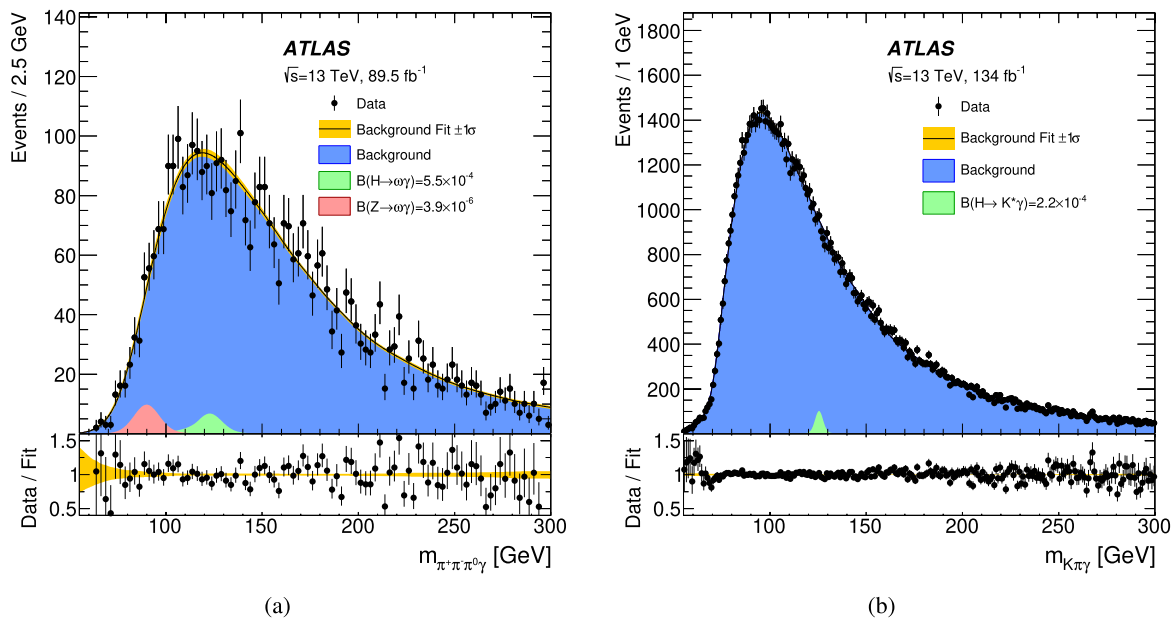 Events / 2.5 GeV
140
120
100
80
60
40
20
ATLAS
√s=13 TeV, 89.5 fb⁻¹
Data
Background Fit ±1σ
Background
B(H→ωγ)=5.5×10⁻⁴
B(Z→ωγ)=3.9×10⁻⁶
Data / Fit
1.5
1.0
0.5
100 150 200 250 300
m_π⁺π⁻π⁰γ [GeV]
(a)
Events / 1 GeV
1800
1600
1400
1200
1000
800
600
400
200
ATLAS
√s=13 TeV, 134 fb⁻¹
Data
Background Fit ±1σ
Background
B(H→ K*γ)=2.2×10⁻⁴
Data / Fit
1.5
1.0
0.5
100 150 200 250 300
m_Kπγ [GeV]
(b)